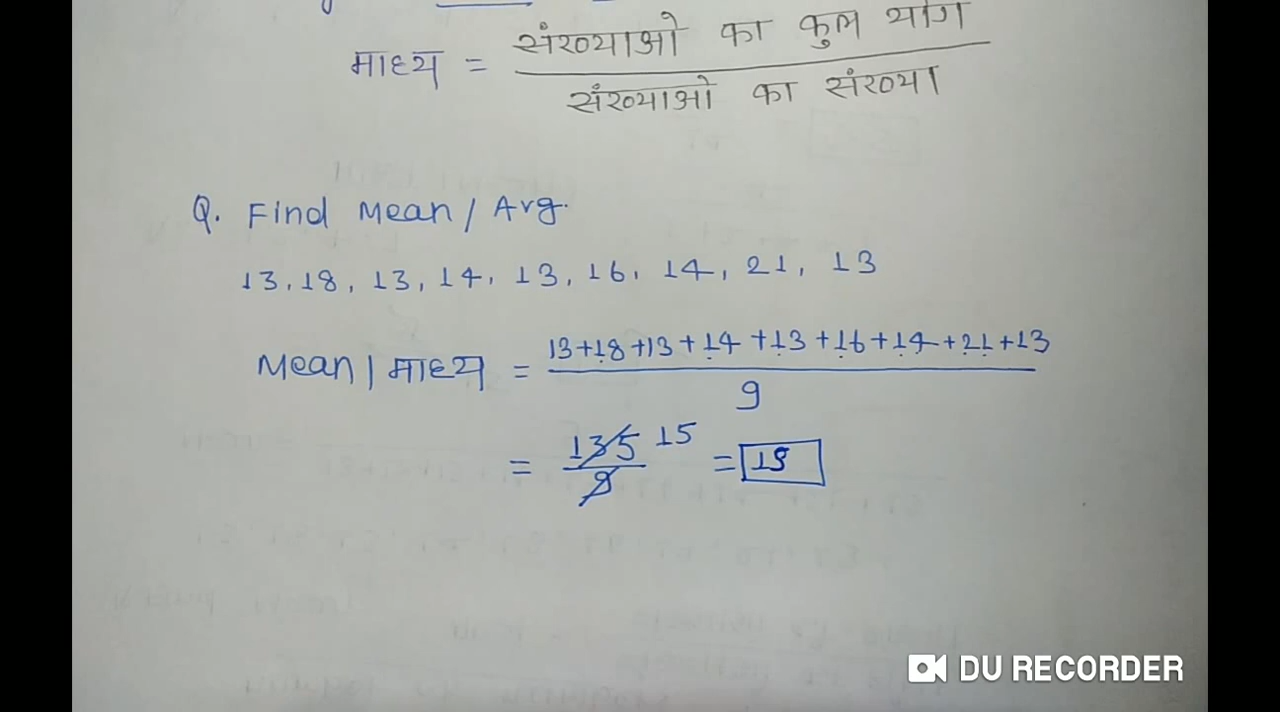 माध्य = संख्याओ का कुल योग
संख्याओ का संख्या
Q. Find Mean / Avg.
13, 18, 13, 14, 13, 16, 14, 21, 13
Mean / माध्य = 13+18+13+14+13+16+14+21+13
9
= 135 15 = 15
9
DU RECORDER